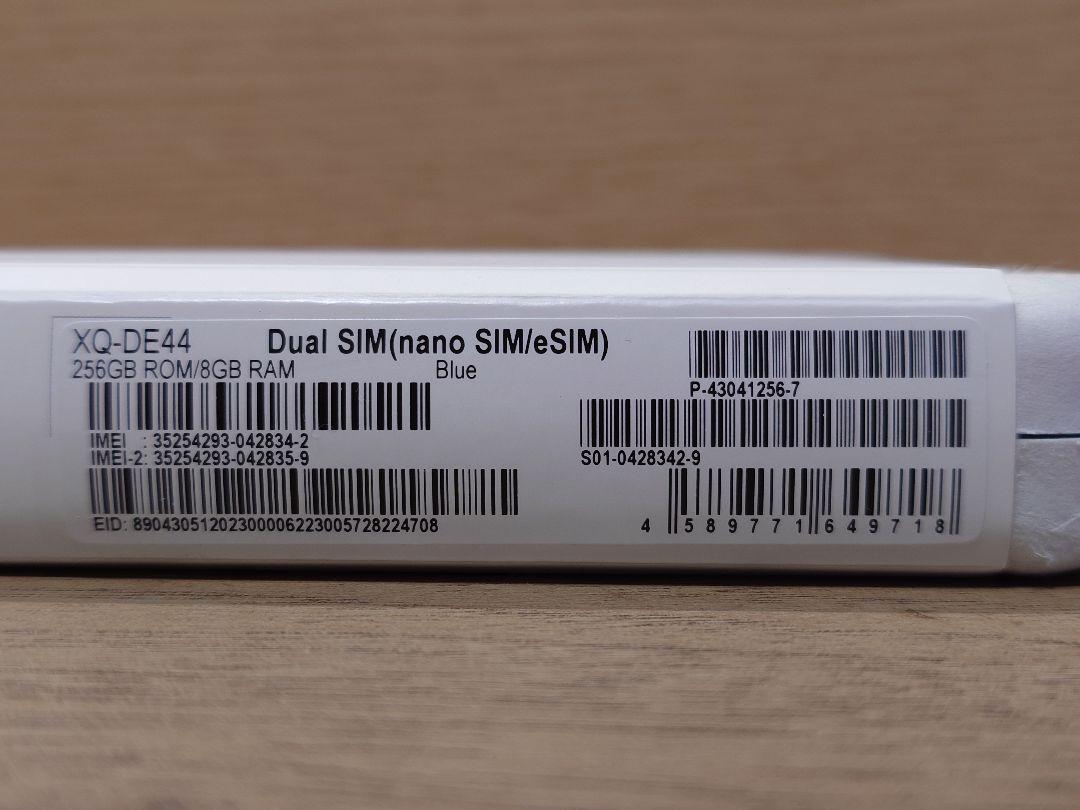 XQ-DE44 Dual SIM(nano SIM/eSIM)
256GB ROM/8GB RAM Blue
P-43041256-7
IMEI : 35254293-042834-2
IMEI-2: 35254293-042835-9
S01-0428342-9
EID: 89043051202300006223005728224708
4 589771 649718